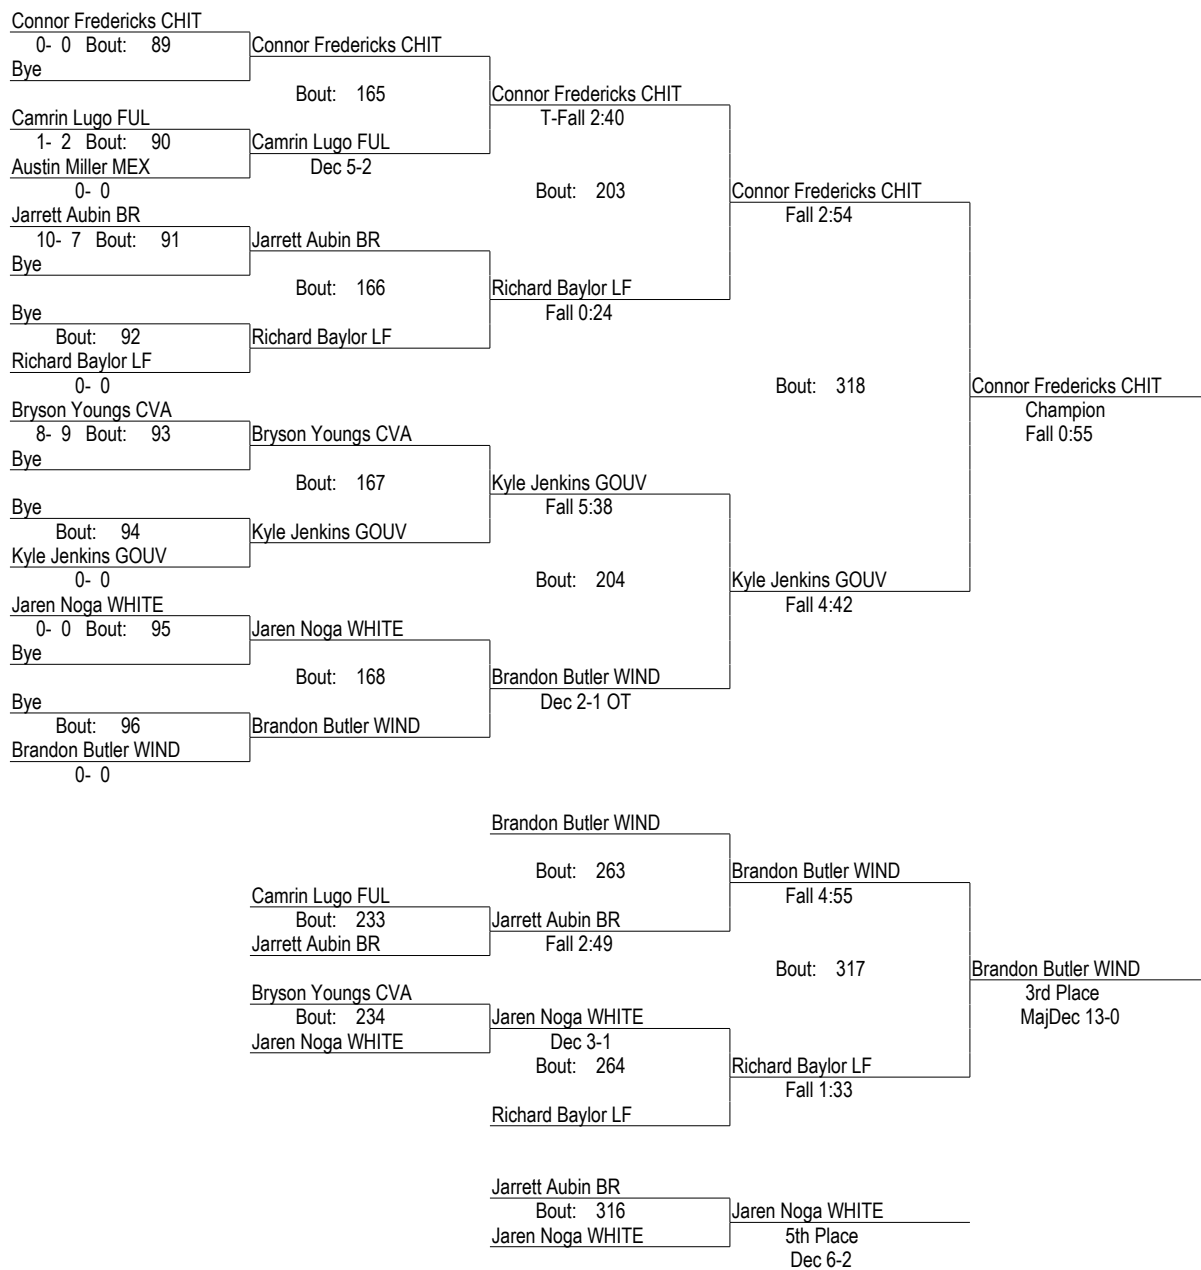 Connor Fredericks CHIT
0- 0 Bout: 89
Connor Fredericks CHIT
Bye
Bout: 165
Connor Fredericks CHIT
T-Fall 2:40
Camrin Lugo FUL
1- 2 Bout: 90
Camrin Lugo FUL
Dec 5-2
Austin Miller MEX
0- 0
Bout: 203
Connor Fredericks CHIT
Fall 2:54
Jarrett Aubin BR
10- 7 Bout: 91
Jarrett Aubin BR
Bye
Bout: 166
Richard Baylor LF
Fall 0:24
Bye
Bout: 92
Richard Baylor LF
Richard Baylor LF
0- 0
Bout: 318
Connor Fredericks CHIT
Champion
Fall 0:55
Bryson Youngs CVA
8- 9 Bout: 93
Bryson Youngs CVA
Bye
Bout: 167
Kyle Jenkins GOUV
Fall 5:38
Bye
Bout: 94
Kyle Jenkins GOUV
Kyle Jenkins GOUV
0- 0
Bout: 204
Kyle Jenkins GOUV
Fall 4:42
Jaren Noga WHITE
0- 0 Bout: 95
Jaren Noga WHITE
Bye
Bout: 168
Brandon Butler WIND
Dec 2-1 OT
Bye
Bout: 96
Brandon Butler WIND
Brandon Butler WIND
0- 0
Brandon Butler WIND
Bout: 263
Brandon Butler WIND
Fall 4:55
Camrin Lugo FUL
Bout: 233
Jarrett Aubin BR
Jarrett Aubin BR
Fall 2:49
Bout: 317
Brandon Butler WIND
3rd Place
MajDec 13-0
Bryson Youngs CVA
Bout: 234
Jaren Noga WHITE
Jaren Noga WHITE
Dec 3-1
Bout: 264
Richard Baylor LF
Fall 1:33
Richard Baylor LF
Jarrett Aubin BR
Bout: 316
Jaren Noga WHITE
Jaren Noga WHITE
5th Place
Dec 6-2